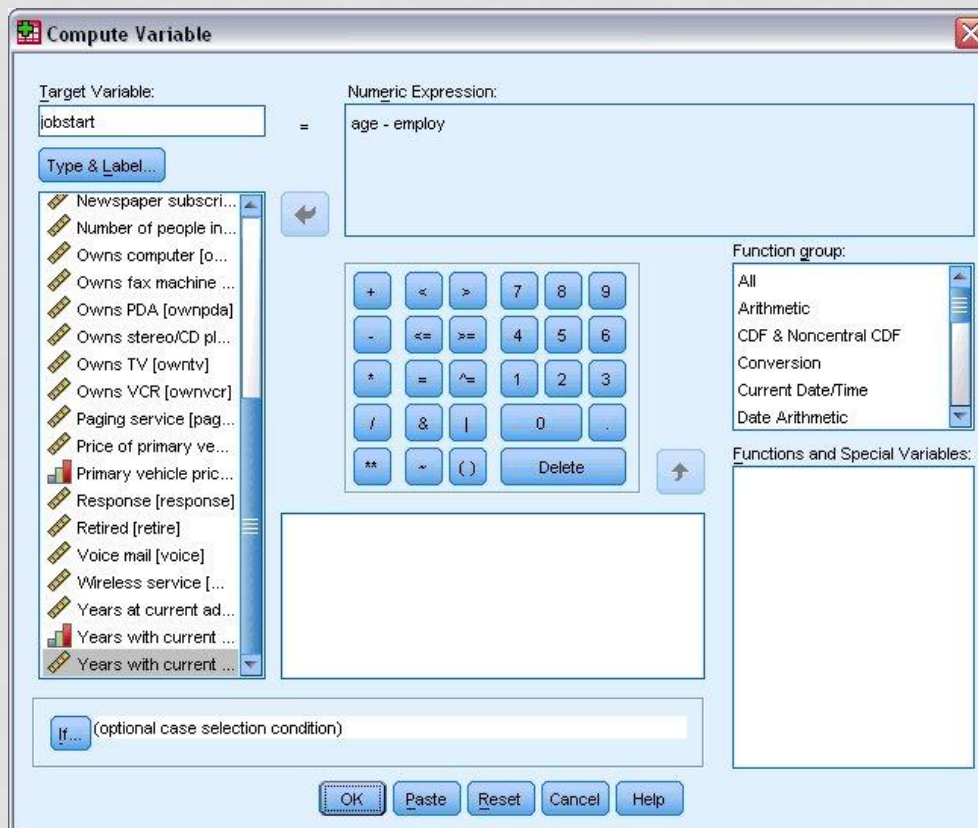 Compute Variable
Target Variable:
jobstart
=
Numeric Expression:
age - employ
Type & Label...
Newspaper subscri...
Number of people in...
Owns computer [o...
Owns fax machine ...
Owns PDA [ownpda]
Owns stereo/CD pl...
Owns TV [owntv]
Owns VCR [ownvcr]
Paging service [pag...
Price of primary ve...
Primary vehicle pric...
Response [response]
Retired [retire]
Voice mail [voice]
Wireless service [...
Years at current ad...
Years with current ...
Years with current ...
+ < > 7 8 9
- <= >= 4 5 6
* = ^= 1 2 3
/ & | 0 .
** ~ ( ) Delete
Function group:
All
Arithmetic
CDF & Noncentral CDF
Conversion
Current Date/Time
Date Arithmetic
Functions and Special Variables:
If... (optional case selection condition)
OK Paste Reset Cancel Help